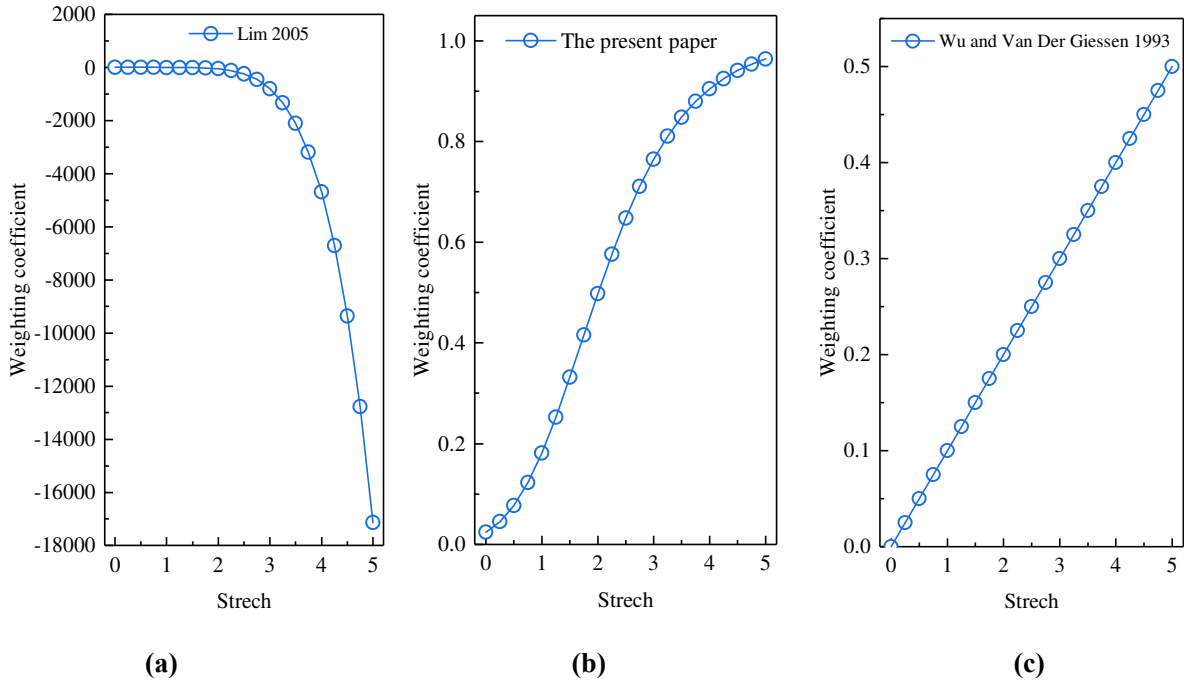 2000
0
-2000
-4000
-6000
-8000
-10000
-12000
-14000
-16000
-18000
Weighting coefficient
Lim 2005
0 1 2 3 4 5
Strech
(a)
1.0
0.8
0.6
0.4
0.2
0.0
Weighting coefficient
The present paper
0 1 2 3 4 5
Strech
(b)
0.5
0.4
0.3
0.2
0.1
0.0
Weighting coefficient
Wu and Van Der Giessen 1993
0 1 2 3 4 5
Strech
(c)